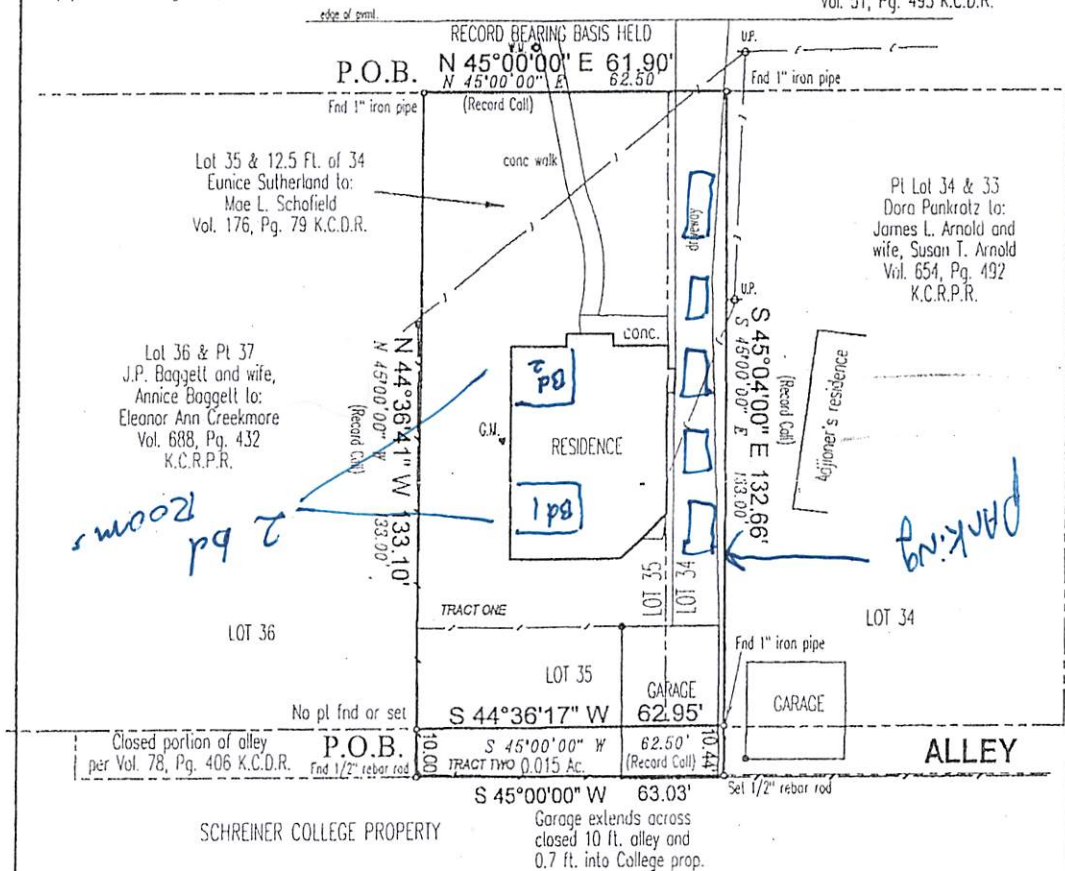 Vol. 51, Pg. 495 K.C.D.R.
edge of pvmt.
RECORD BEARING BASIS HELD
W.V.
U.P.
P.O.B.
N 45°00'00" E 61.90'
N 45°00'00" E 62.50'
(Record Call)
Fnd 1" iron pipe
Fnd 1" iron pipe
conc walk
Lot 35 & 12.5 Ft. of 34
Eunice Sutherland to:
Mae L. Schofield
Vol. 176, Pg. 79 K.C.D.R.
driveway
Pt Lot 34 & 33
Dora Pankratz to:
James L. Arnold and
wife, Susan T. Arnold
Vol. 654, Pg. 492
K.C.R.P.R.
U.P.
conc.
S 45°04'00" E 132.66'
S 45°00'00" E 133.00'
(Record Call)
Lot 36 & Pt 37
J.P. Baggett and wife,
Annice Baggett to:
Eleanor Ann Creekmore
Vol. 688, Pg. 432
K.C.R.P.R.
N 44°36'41" W 133.10'
N 45°00'00" W 133.00'
(Record Call)
Bd 2
G.M.
RESIDENCE
Adjoiner's residence
Bd 1
2 bd
Rooms
PARKING
LOT 35
LOT 34
TRACT ONE
LOT 36
LOT 34
Fnd 1" iron pipe
LOT 35
GARAGE
GARAGE
No pl fnd or set
S 44°36'17" W 62.95'
Closed portion of alley
per Vol. 78, Pg. 406 K.C.D.R.
P.O.B.
Fnd 1/2" rebar rod
10.00
S 45°00'00" W 62.50'
TRACT TWO 0.015 Ac.
(Record Call)
10.44'
ALLEY
Set 1/2" rebar rod
S 45°00'00" W 63.03'
SCHREINER COLLEGE PROPERTY
Garage extends across
closed 10 ft. alley and
0.7 ft. into College prop.